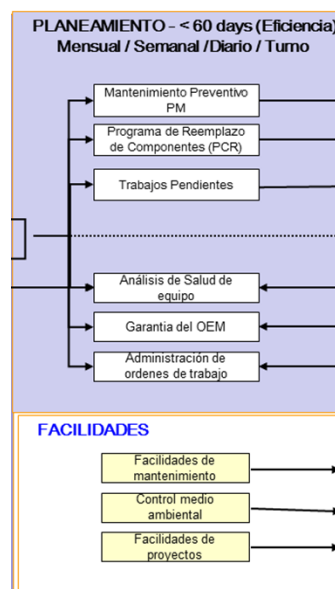 PLANEAMIENTO - < 60 days (Eficiencia)
Mensual / Semanal /Diario / Turno
Mantenimiento Preventivo
PM
Programa de Reemplazo
de Componentes (PCR)
Trabajos Pendientes
Análisis de Salud de
equipo
Garantia del OEM
Administración de
ordenes de trabajo
FACILIDADES
Facilidades de
mantenimiento
Control medio
ambiental
Facilidades de
proyectos